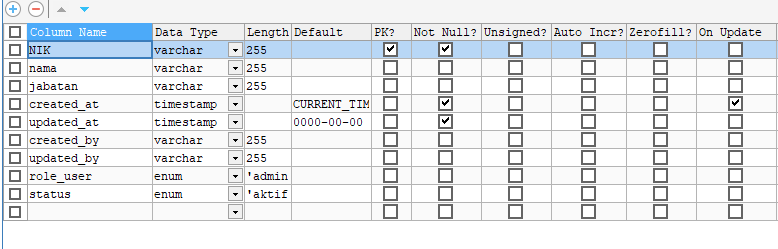 Column Name Data Type Length Default PK? Not Null? Unsigned? Auto Incr? Zerofill? On Update
NIK varchar 255
nama varchar 255
jabatan varchar 255
created_at timestamp CURRENT_TIM
updated_at timestamp 0000-00-00
created_by varchar 255
updated_by varchar 255
role_user enum 'admin
status enum 'aktif